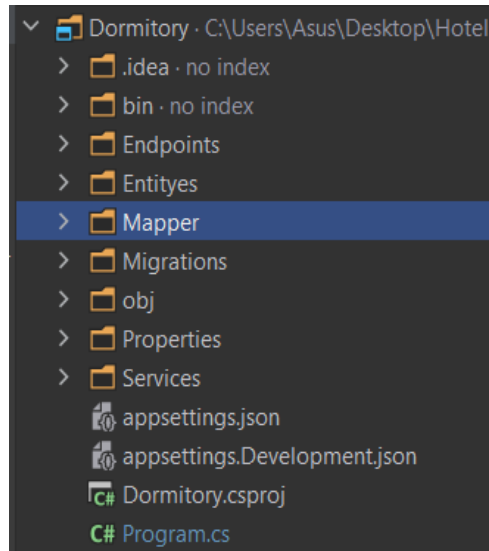 Dormitory · C:\Users\Asus\Desktop\Hotel
.idea · no index
bin · no index
Endpoints
Entityes
Mapper
Migrations
obj
Properties
Services
appsettings.json
appsettings.Development.json
C# Dormitory.csproj
C# Program.cs